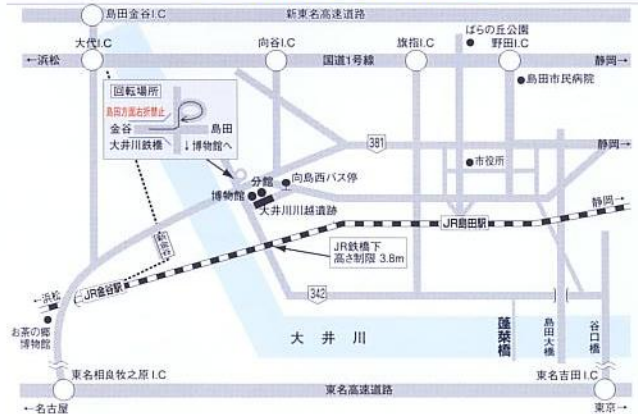 島田金谷I.C
新東名高速道路
ばらの丘公園
大代I.C
向谷I.C
旗指I.C
野田I.C
←浜松
国道1号線
静岡→
島田市民病院
回転場所
島田方面右折禁止
金谷
島田
大井川鉄橋
↓博物館へ
381
静岡→
市役所
向島西バス停
分館
博物館
大井川川越遺跡
静岡→
JR島田駅
JR鉄橋下
高さ制限 3.8m
←浜松
JR金谷駅
342
お茶の郷
博物館
大井川
蓬莱橋
島田大橋
谷口橋
東名相良牧之原I.C
東名吉田I.C
東名高速道路
←名古屋
東京→